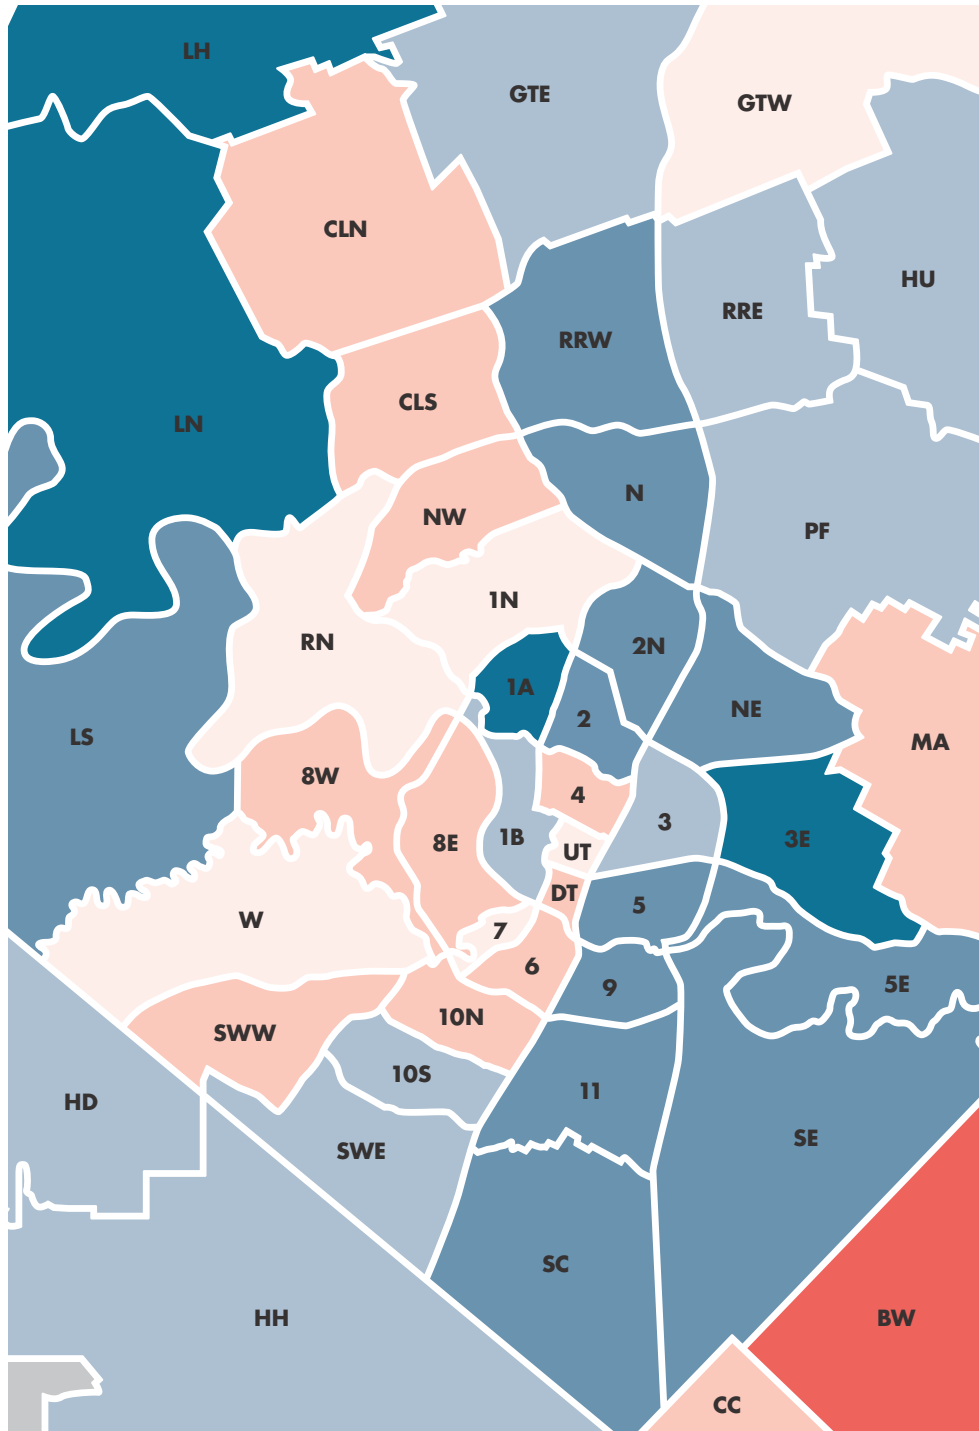 LH
GTE
GTW
CLN
HU
RRE
RRW
CLS
LN
N
NW
PF
1N
RN
2N
1A
NE
2
LS
MA
8W
4
3
1B
3E
8E
UT
DT
5
W
7
6
5E
9
10N
SWW
10S
11
HD
SE
SWE
SC
HH
BW
CC